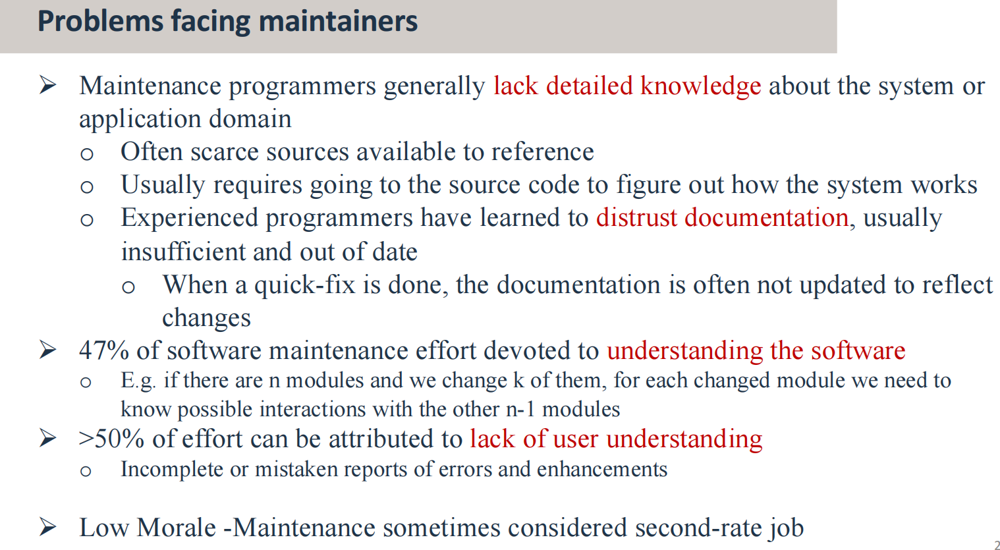 Problems facing maintainers
➢ Maintenance programmers generally lack detailed knowledge about the system or
application domain
o Often scarce sources available to reference
o Usually requires going to the source code to figure out how the system works
o Experienced programmers have learned to distrust documentation, usually
insufficient and out of date
o When a quick-fix is done, the documentation is often not updated to reflect
changes
➢ 47% of software maintenance effort devoted to understanding the software
o E.g. if there are n modules and we change k of them, for each changed module we need to
know possible interactions with the other n-1 modules
➢ >50% of effort can be attributed to lack of user understanding
o Incomplete or mistaken reports of errors and enhancements
➢ Low Morale -Maintenance sometimes considered second-rate job
2